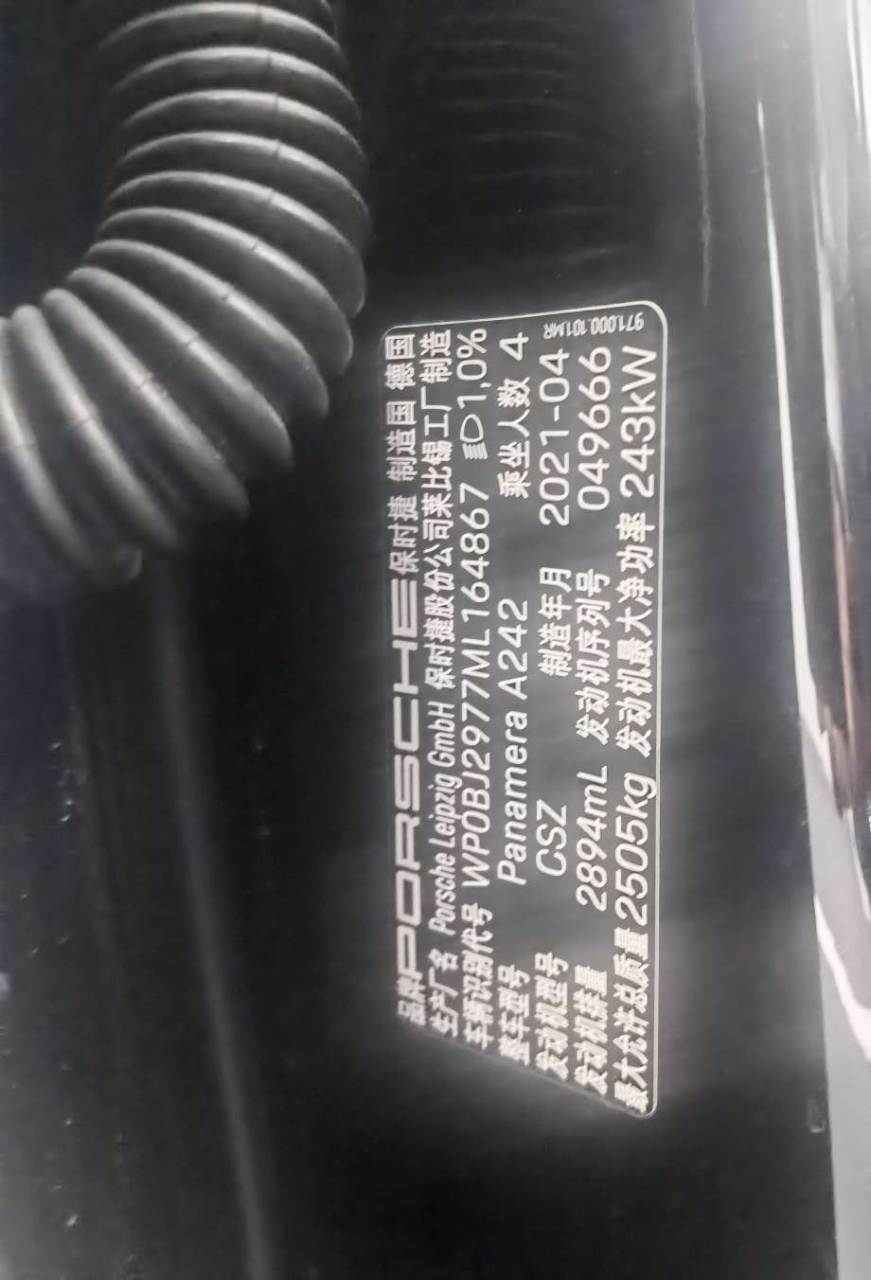 品牌 PORSCHE 保时捷 制造国 德国
生产厂名 Porsche Leipzig GmbH 保时捷股份公司莱比锡工厂制造
车辆识别代号 WP0BJ2977ML164867 1,0%
整车型号 Panamera A242 乘坐人数 4
发动机型号 CSZ 制造年月 2021-04
发动机排量 2894mL 发动机序列号 049666
最大允许总质量 2505kg 发动机最大净功率 243kW
971.000.101.MR